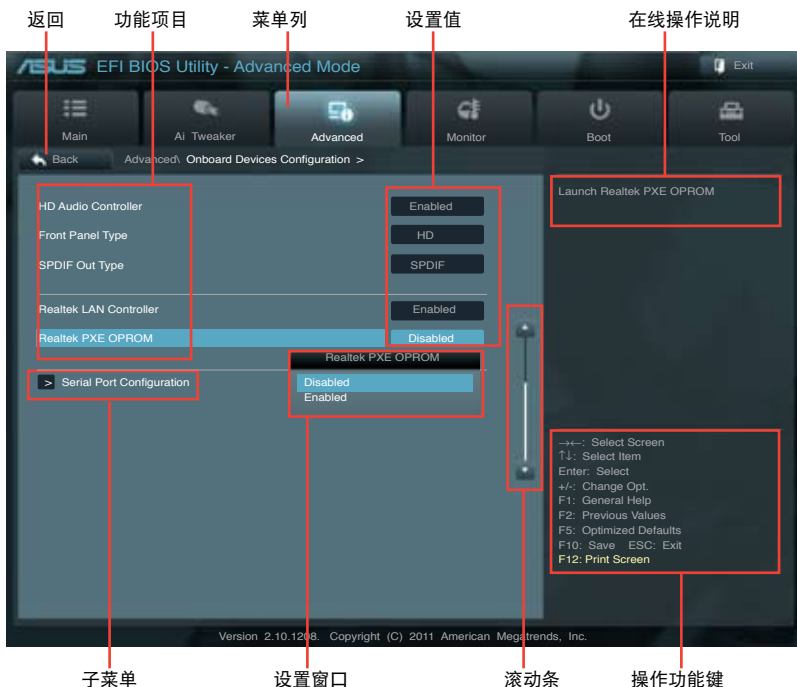 返回 功能项目 菜单列 设置值 在线操作说明
ASUS EFI BIOS Utility - Advanced Mode Exit
Main Ai Tweaker Advanced Monitor Boot Tool
Back Advanced\ Onboard Devices Configuration >
Launch Realtek PXE OPROM
HD Audio Controller Enabled
Front Panel Type HD
SPDIF Out Type SPDIF
Realtek LAN Controller Enabled
Realtek PXE OPROM Disabled
Realtek PXE OPROM
> Serial Port Configuration
Disabled
Enabled
→←: Select Screen
↑↓: Select Item
Enter: Select
+/-: Change Opt.
F1: General Help
F2: Previous Values
F5: Optimized Defaults
F10: Save ESC: Exit
F12: Print Screen
Version 2.10.1208. Copyright (C) 2011 American Megatrends, Inc.
子菜单 设置窗口 滚动条 操作功能键